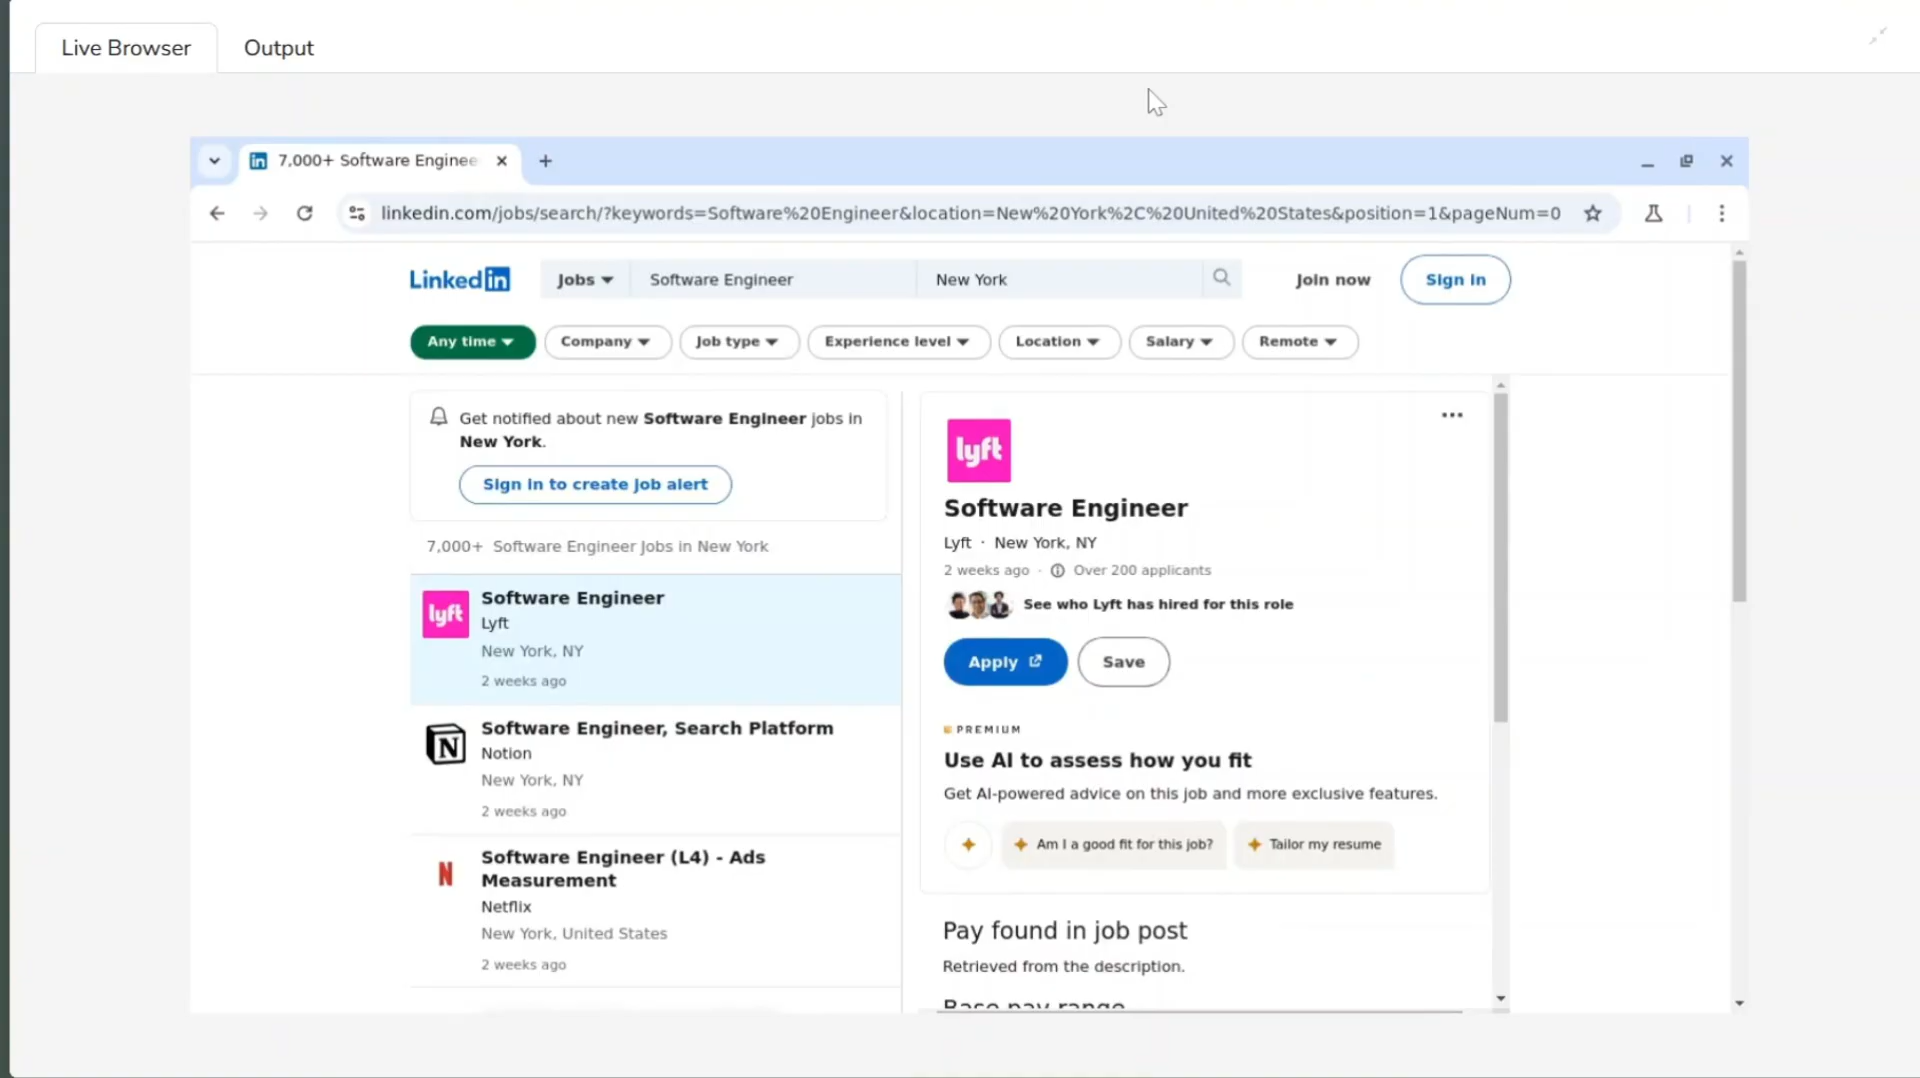 Live Browser
Output
7,000+ Software Enginee
linkedin.com/jobs/search/?keywords=Software%20Engineer&location=New%20York%2C%20United%20States&position=1&pageNum=0
Linkedin
Jobs
Software Engineer
New York
Join now
Sign in
Any time
Company
Job type
Experience level
Location
Salary
Remote
Get notified about new Software Engineer jobs in
New York.
Sign in to create job alert
7,000+ Software Engineer Jobs in New York
lyft
Software Engineer
Lyft
New York, NY
2 weeks ago
N
Software Engineer, Search Platform
Notion
New York, NY
2 weeks ago
N
Software Engineer (L4) - Ads
Measurement
Netflix
New York, United States
2 weeks ago
lyft
Software Engineer
Lyft · New York, NY
2 weeks ago · Over 200 applicants
See who Lyft has hired for this role
Apply
Save
PREMIUM
Use AI to assess how you fit
Get AI-powered advice on this job and more exclusive features.
Am I a good fit for this job?
Tailor my resume
Pay found in job post
Retrieved from the description.
Base pay range